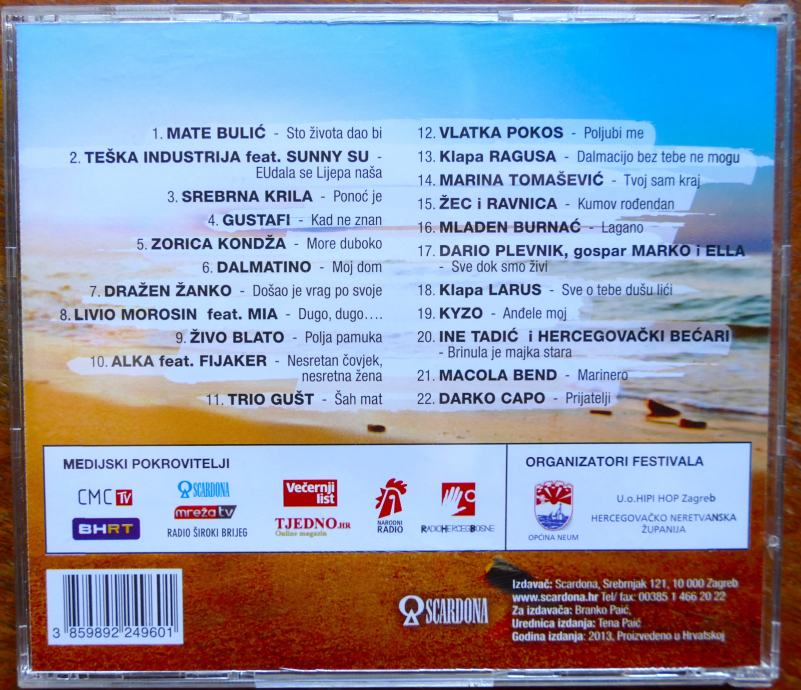 1. MATE BULIĆ - Sto života dao bi
2. TEŠKA INDUSTRIJA feat. SUNNY SU -
EUdala se Lijepa naša
3. SREBRNA KRILA - Ponoć je
4. GUSTAFI - Kad ne znan
5. ZORICA KONDŽA - More duboko
6. DALMATINO - Moj dom
7. DRAŽEN ŽANKO - Došao je vrag po svoje
8. LIVIO MOROSIN feat. MIA - Dugo, dugo....
9. ŽIVO BLATO - Polja pamuka
10. ALKA feat. FIJAKER - Nesretan čovjek,
nesretna žena
11. TRIO GUŠT - Šah mat
12. VLATKA POKOS - Poljubi me
13. Klapa RAGUSA - Dalmacijo bez tebe ne mogu
14. MARINA TOMAŠEVIĆ - Tvoj sam kraj
15. ŽEC i RAVNICA - Kumov rođendan
16. MLADEN BURNAĆ - Lagano
17. DARIO PLEVNIK, gospar MARKO i ELLA
- Sve dok smo živi
18. Klapa LARUS - Sve o tebe dušu lići
19. KYZO - Anđele moj
20. INE TADIĆ i HERCEGOVAČKI BEĆARI
- Brinula je majka stara
21. MACOLA BEND - Marinero
22. DARKO CAPO - Prijatelji
MEDIJSKI POKROVITELJI
CMC TV
BHRT
SCARDONA
mreža tv
RADIO ŠIROKI BRIJEG
Večernji
list
TJEDNO.HR
Online magazin
NARODNI
RADIO
RADIOHERCEGBOSNE
ORGANIZATORI FESTIVALA
OPĆINA NEUM
U.o.HIPI HOP Zagreb
HERCEGOVAČKO NERETVANSKA
ŽUPANIJA
3 859892 249601
SCARDONA
Izdavač: Scardona, Srebrnjak 121, 10 000 Zagreb
www.scardona.hr Tel/ fax: 00385 1 466 20 22
Za izdavača: Branko Paić,
Urednica izdanja: Tena Paić
Godina izdanja: 2013, Proizvedeno u Hrvatskoj